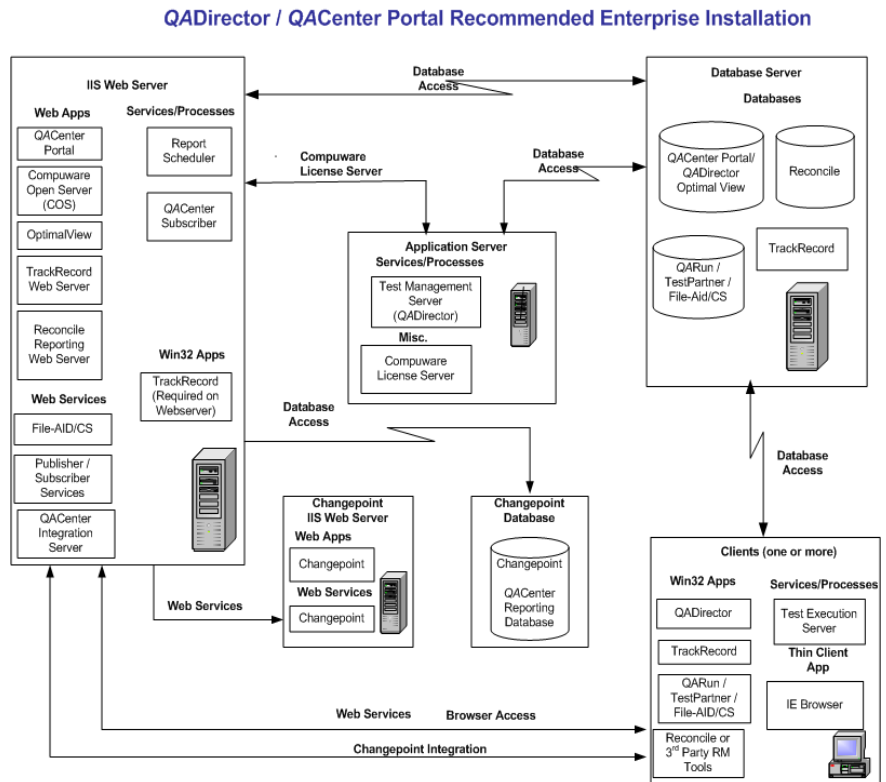 QADirector / QACenter Portal Recommended Enterprise Installation
IIS Web Server
Web Apps
QACenter
Portal
Compuware
Open Server
(COS)
OptimalView
TrackRecord
Web Server
Reconcile
Reporting
Web Server
Web Services
File-AID/CS
Publisher /
Subscriber
Services
QACenter
Integration
Server
Services/Processes
Report
Scheduler
QACenter
Subscriber
Win32 Apps
TrackRecord
(Required on
Webserver)
Database
Access
Compuware
License Server
Database
Access
Application Server
Services/Processes
Test Management
Server
(QADirector)
Misc.
Compuware
License Server
Database Server
Databases
QACenter Portal/
QADirector
Optimal View
Reconcile
QARun /
TestPartner /
File-Aid/CS
TrackRecord
Database
Access
Database
Access
Changepoint
IIS Web Server
Web Apps
Changepoint
Web Services
Changepoint
Changepoint
Database
Changepoint
QACenter
Reporting
Database
Web Services
Clients (one or more)
Win32 Apps
QADirector
TrackRecord
QARun /
TestPartner /
File-AID/CS
Reconcile or
3rd Party RM
Tools
Services/Processes
Test Execution
Server
Thin Client
App
IE Browser
Web Services
Browser Access
Changepoint Integration